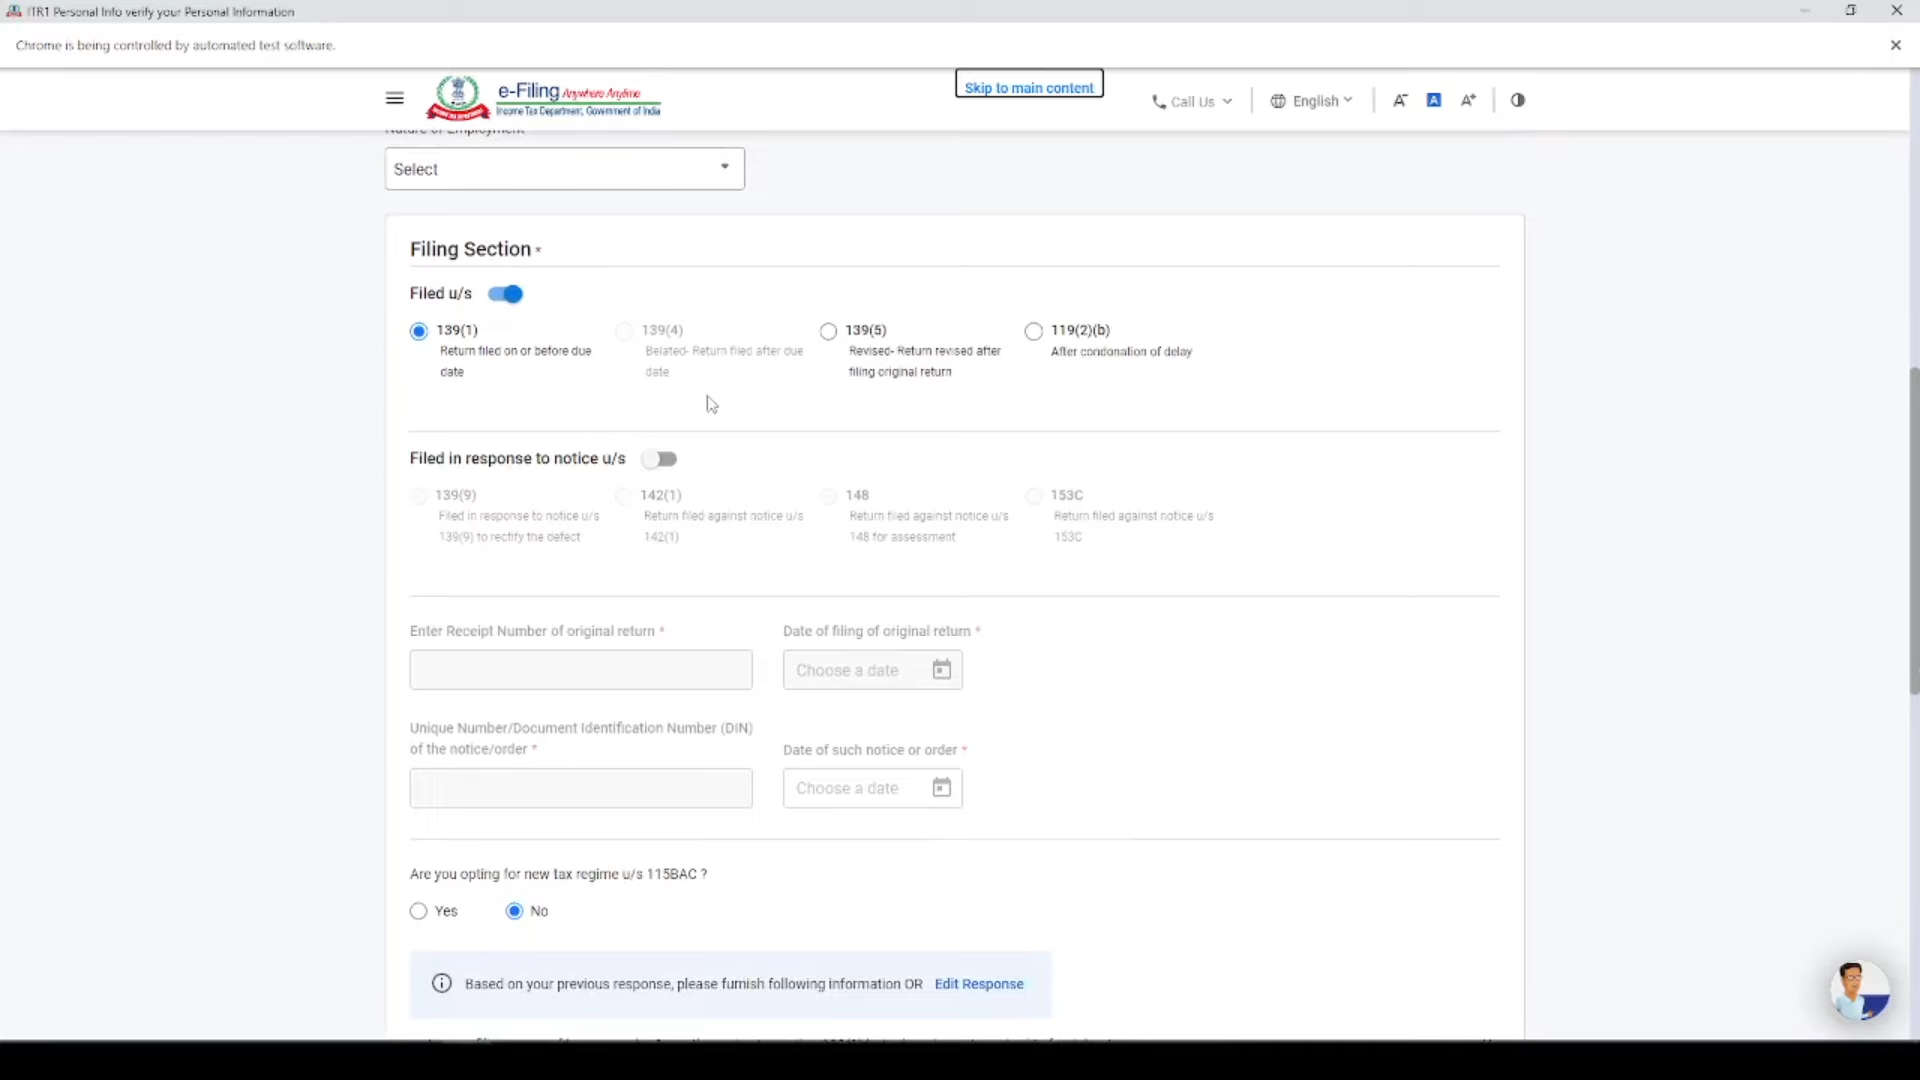 ITR1 Personal Info verify your Personal Information
Chrome is being controlled by automated test software.
e-Filing Anywhere Anytime
Income Tax Department, Government of India
Skip to main content
Call Us
English
A-
A
A+
Nature of Employment
Select
Filing Section *
Filed u/s
139(1)
Return filed on or before due
date
139(4)
Belated- Return filed after due
date
139(5)
Revised- Return revised after
filing original return
119(2)(b)
After condonation of delay
Filed in response to notice u/s
139(9)
Filed in response to notice u/s
139(9) to rectify the defect
142(1)
Return filed against notice u/s
142(1)
148
Return filed against notice u/s
148 for assessment
153C
Return filed against notice u/s
153C
Enter Receipt Number of original return *
Date of filing of original return *
Choose a date
Unique Number/Document Identification Number (DIN)
of the notice/order *
Date of such notice or order *
Choose a date
Are you opting for new tax regime u/s 115BAC ?
Yes
No
Based on your previous response, please furnish following information OR Edit Response